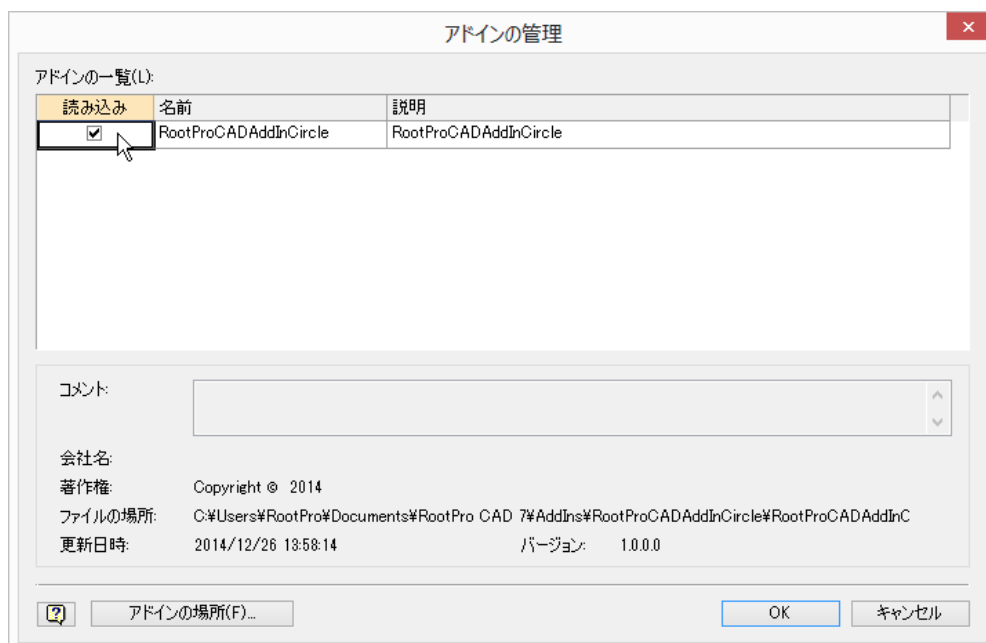 アドインの管理
アドインの一覧(L):
読み込み 名前 説明
RootProCADAddInCircle RootProCADAddInCircle
コメント:
会社名:
著作権: Copyright © 2014
ファイルの場所: C:¥Users¥RootPro¥Documents¥RootPro CAD 7¥AddIns¥RootProCADAddInCircle¥RootProCADAddInC
更新日時: 2014/12/26 13:58:14 バージョン: 1.0.0.0
アドインの場所(F)... OK キャンセル